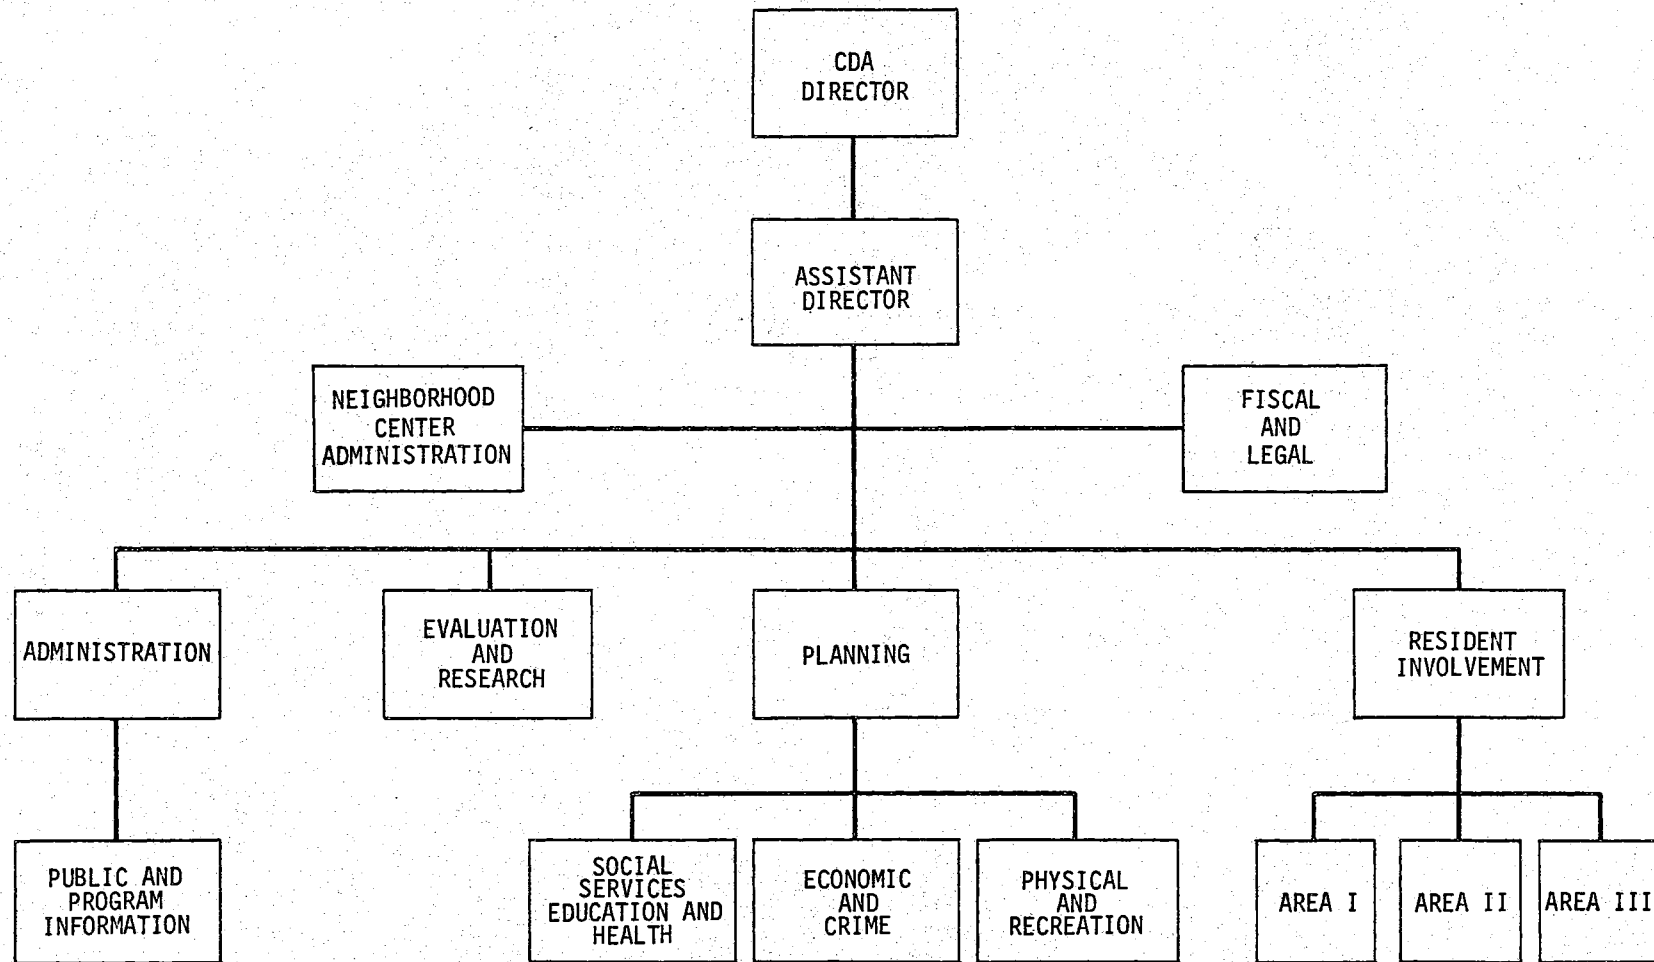 CDA
DIRECTOR
ASSISTANT
DIRECTOR
NEIGHBORHOOD
CENTER
ADMINISTRATION
FISCAL
AND
LEGAL
ADMINISTRATION
EVALUATION
AND
RESEARCH
PLANNING
RESIDENT
INVOLVEMENT
PUBLIC AND
PROGRAM
INFORMATION
SOCIAL
SERVICES
EDUCATION AND
HEALTH
ECONOMIC
AND
CRIME
PHYSICAL
AND
RECREATION
AREA I
AREA II
AREA III